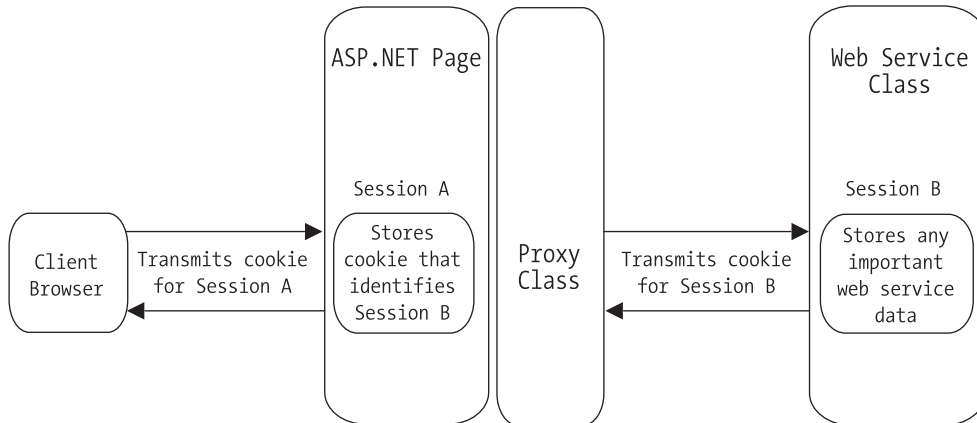 Client
Browser
Transmits cookie
for Session A
ASP.NET Page
Session A
Stores
cookie that
identifies
Session B
Proxy
Class
Transmits cookie
for Session B
Web Service
Class
Session B
Stores any
important
web service
data